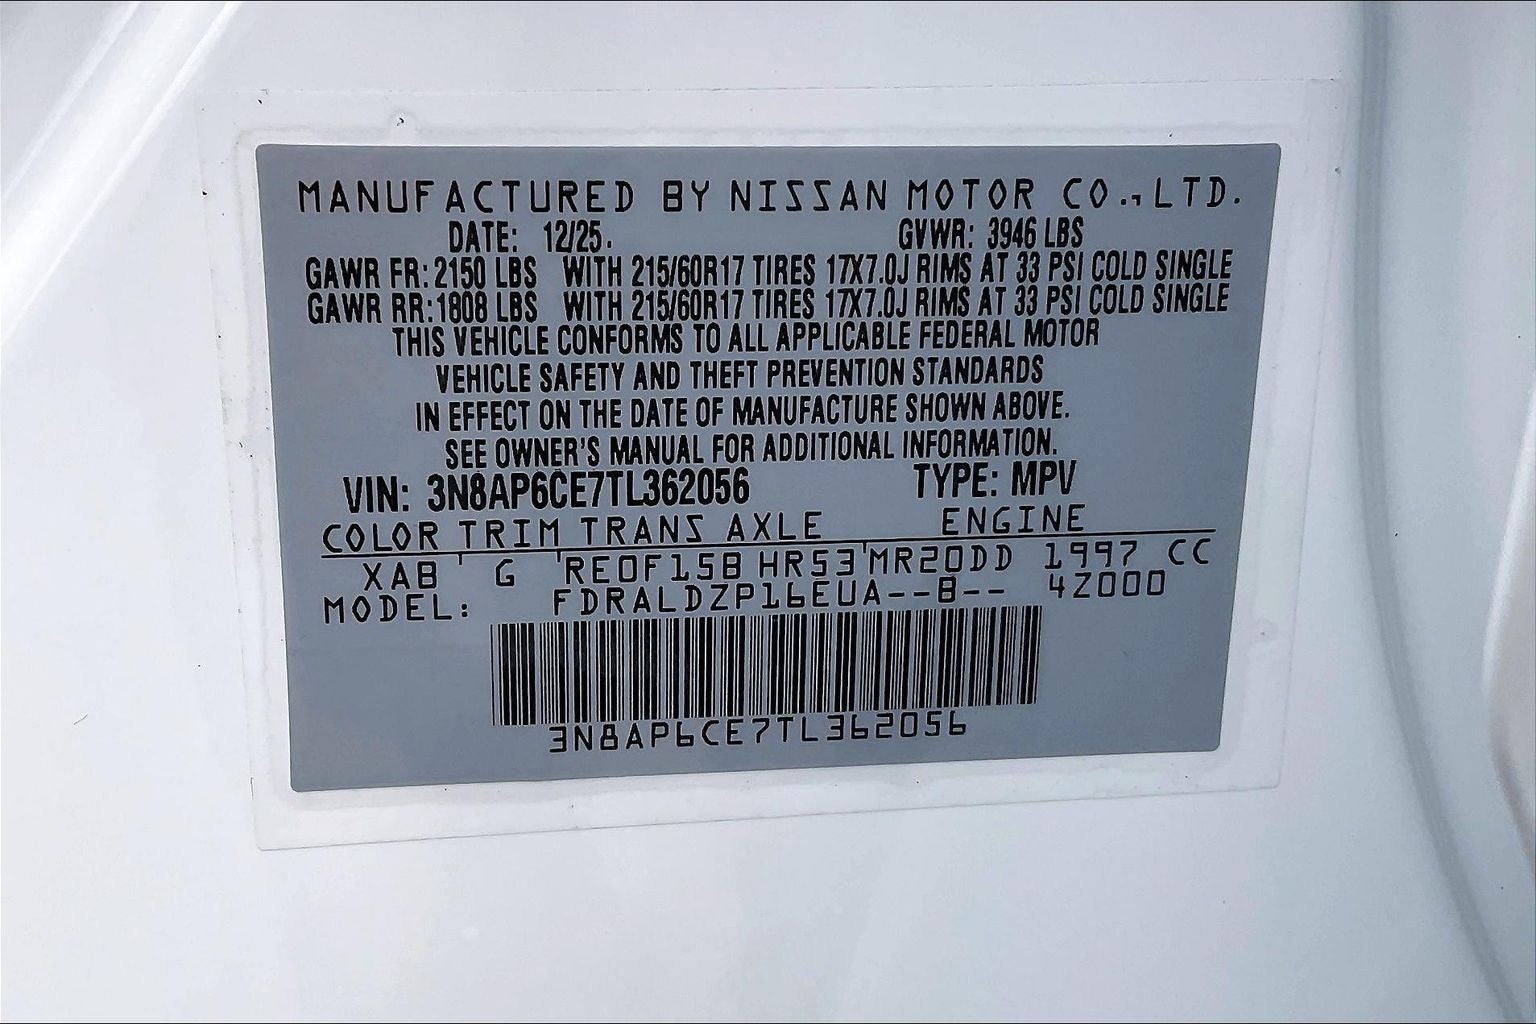 MANUFACTURED BY NISSAN MOTOR CO.,LTD.
DATE: 12/25. GVWR: 3946 LBS
GAWR FR: 2150 LBS WITH 215/60R17 TIRES 17X7.0J RIMS AT 33 PSI COLD SINGLE
GAWR RR: 1808 LBS WITH 215/60R17 TIRES 17X7.0J RIMS AT 33 PSI COLD SINGLE
THIS VEHICLE CONFORMS TO ALL APPLICABLE FEDERAL MOTOR
VEHICLE SAFETY AND THEFT PREVENTION STANDARDS
IN EFFECT ON THE DATE OF MANUFACTURE SHOWN ABOVE.
SEE OWNER'S MANUAL FOR ADDITIONAL INFORMATION.
VIN: 3N8AP6CE7TL362056 TYPE: MPV
COLOR TRIM TRANS AXLE ENGINE
XAB G RE0F15B HR53 MR20DD 1997 CC
MODEL: FDRALDZP16EUA--B-- 4Z000
3N8AP6CE7TL362056